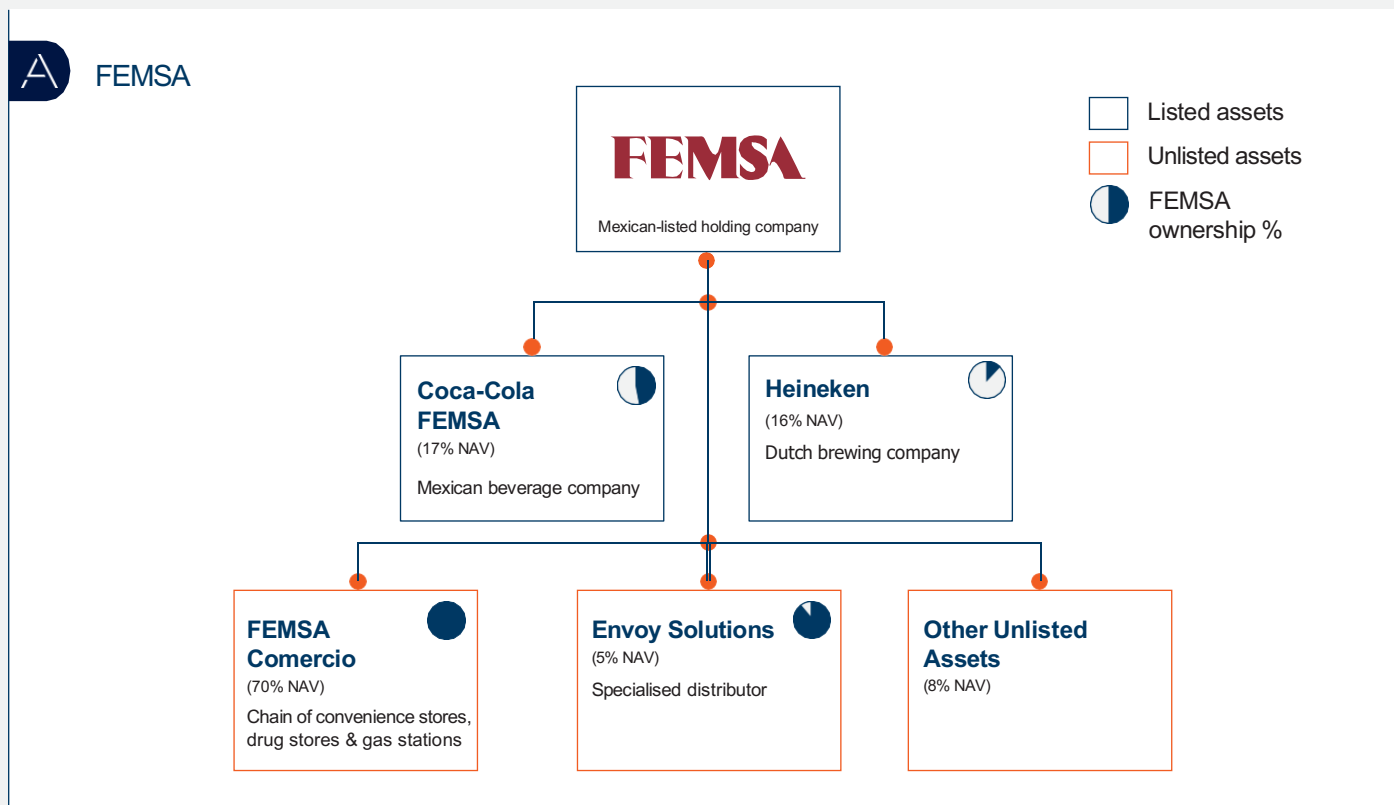 FEMSA
FEMSA
Mexican-listed holding company
Listed assets
Unlisted assets
FEMSA
ownership %
Coca-Cola
FEMSA
(17% NAV)
Mexican beverage company
Heineken
(16% NAV)
Dutch brewing company
FEMSA
Comercio
(70% NAV)
Chain of convenience stores,
drug stores & gas stations
Envoy Solutions
(5% NAV)
Specialised distributor
Other Unlisted
Assets
(8% NAV)